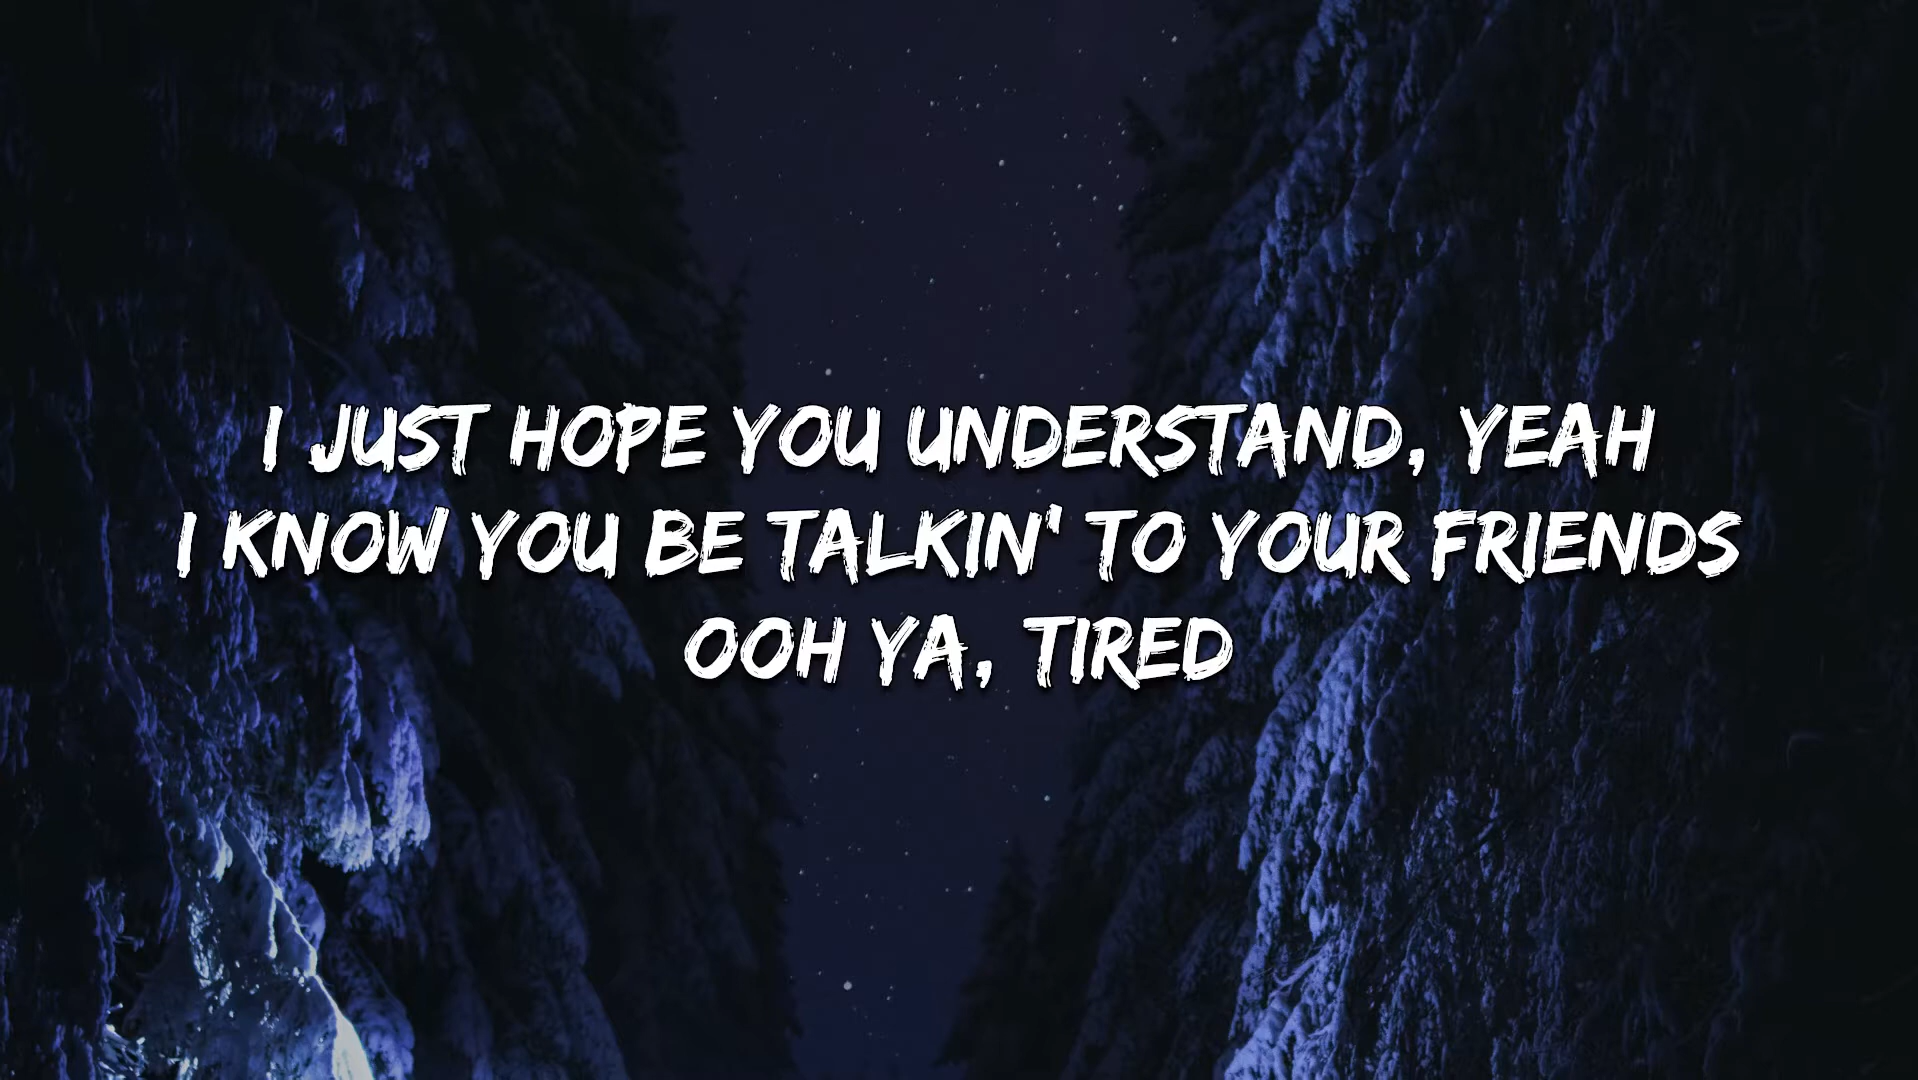 I JUST HOPE YOU UNDERSTAND, YEAH
I KNOW YOU BE TALKIN' TO YOUR FRIENDS
OOH YA, TIRED